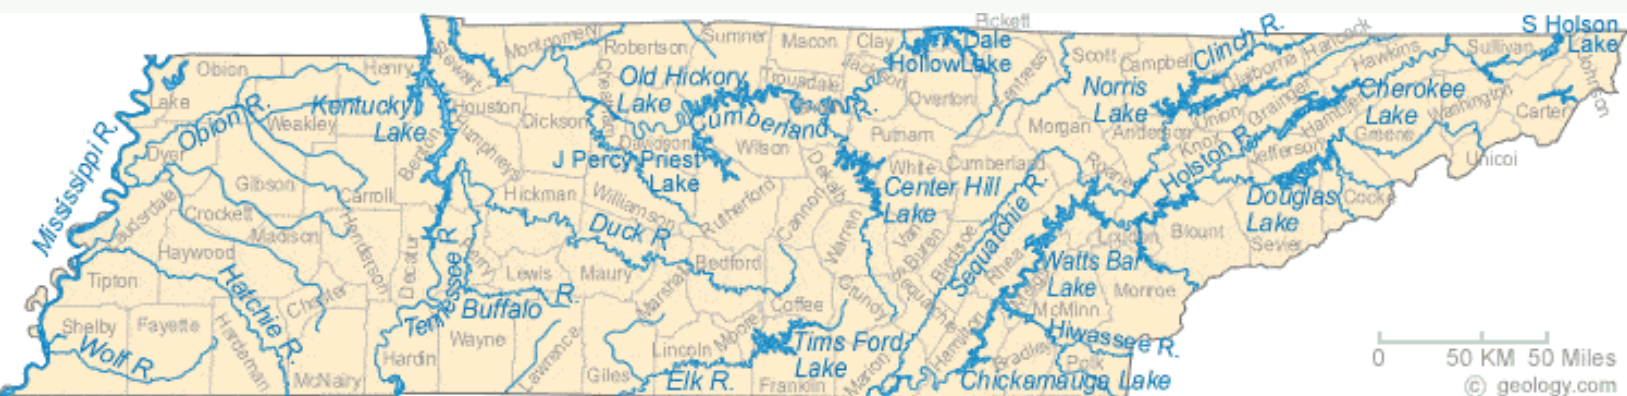 Pickett
S Holson
Lake
Montgomery
Robertson
Sumner
Macon
Clay
Dale
HollowLake
Scott
Campbell
Clinch R.
Claiborne
Hancock
Hawkins
Sullivan
Johnson
Obion
Henry
Stewart
Cheatham
Old Hickory
Lake
Trousdale
Jackson
Fentress
Norris
Lake
Union
Grainger
Cherokee
Lake
Washington
Carter
Lake
Obion R.
Kentucky
Lake
Houston
Dickson
Davidson
Cumberland
R.
Overton
Morgan
Anderson
Hamblen
Greene
Unicoi
Weakley
Benton
Humphreys
Wilson
Putnam
Knox
Holston R.
Jefferson
Mississippi R.
Dyer
J Percy Priest
Lake
Dekalb
White
Cumberland
Roane
Gibson
Carroll
Hickman
Williamson
Rutherford
Cannon
Center Hill
Lake
Douglas
Lake
Cocke
Lauderdale
Crockett
Madison
Henderson
Decatur
Perry
Duck R.
Warren
Van
Buren
Bledsoe
Sequatchie R.
Rhea
Loudon
Blount
Sevier
Haywood
Lewis
Maury
Bedford
Watts Bar
Lake
Meigs
Monroe
Tipton
Hatchie R.
Chester
Tennessee R.
Buffalo R.
Marshall
Coffee
Grundy
Sequatchie
McMinn
Shelby
Fayette
Wolf R.
Hardeman
Hardin
Wayne
Lawrence
Lincoln
Moore
Tims Ford
Lake
Hamilton
Bradley
Hiwassee R.
Polk
McNairy
Giles
Elk R.
Franklin
Marion
Chickamauga Lake
0 50 KM 50 Miles
© geology.com